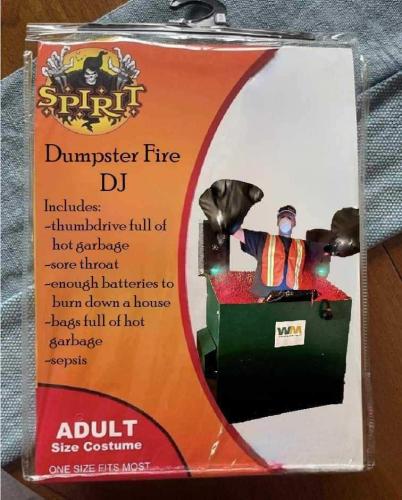 SPIRIT
Dumpster Fire
DJ
Includes:
-thumbdrive full of
hot garbage
-sore throat
-enough batteries to
burn down a house
-bags full of hot
garbage
-sepsis
WM
ADULT
Size Costume
ONE SIZE FITS MOST